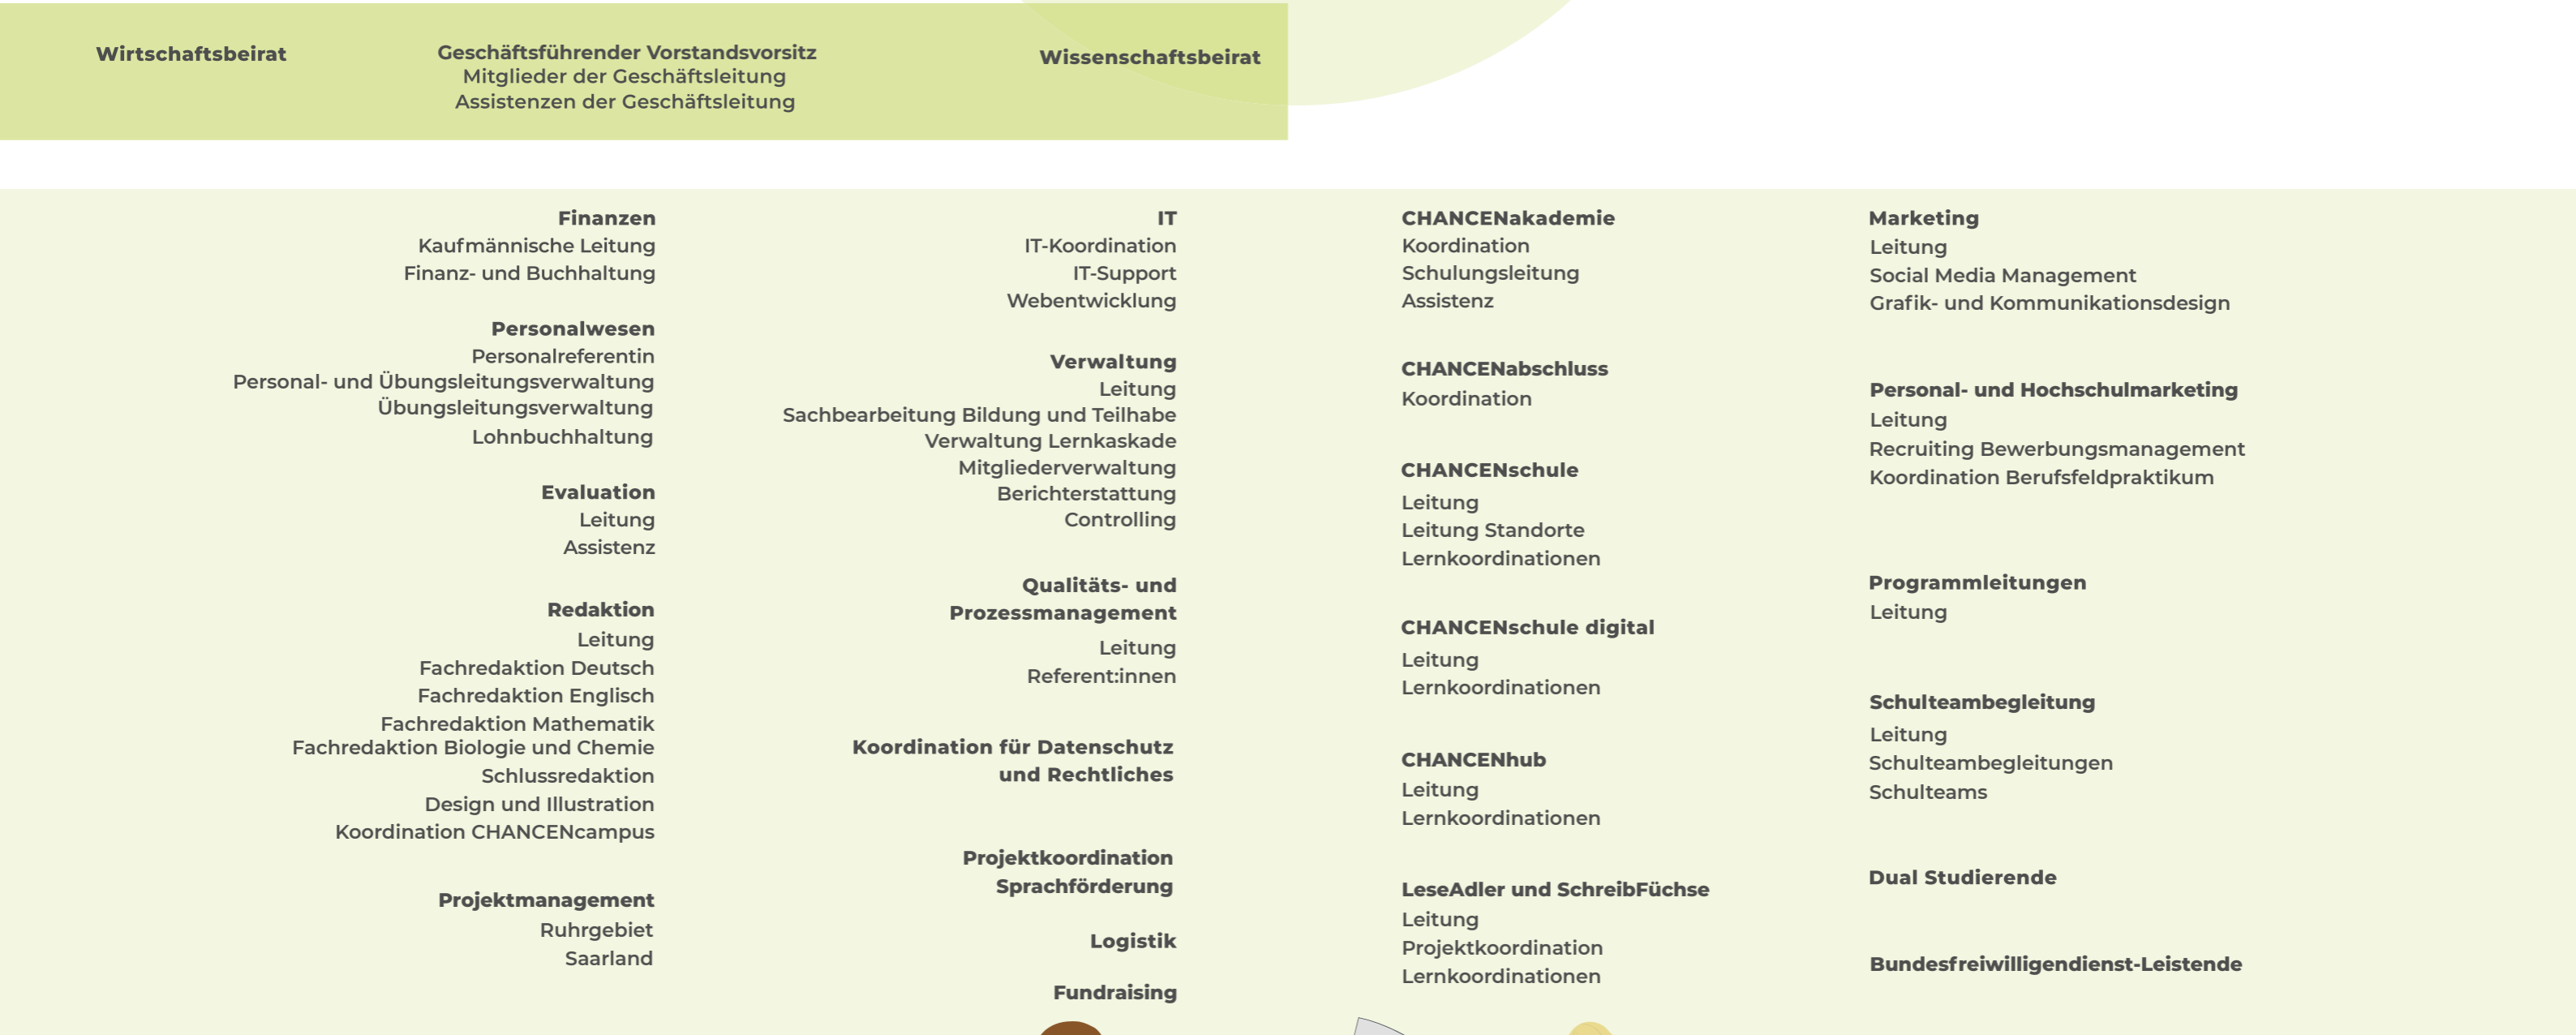 Wirtschaftsbeirat
Geschäftsführender Vorstandsvorsitz
Mitglieder der Geschäftsleitung
Assistenzen der Geschäftsleitung
Wissenschaftsbeirat
Finanzen
Kaufmännische Leitung
Finanz- und Buchhaltung
Personalwesen
Personalreferentin
Personal- und Übungsleitungsverwaltung
Übungsleitungsverwaltung
Lohnbuchhaltung
Evaluation
Leitung
Assistenz
Redaktion
Leitung
Fachredaktion Deutsch
Fachredaktion Englisch
Fachredaktion Mathematik
Fachredaktion Biologie und Chemie
Schlussredaktion
Design und Illustration
Koordination CHANCENcampus
Projektmanagement
Ruhrgebiet
Saarland
IT
IT-Koordination
IT-Support
Webentwicklung
Verwaltung
Leitung
Sachbearbeitung Bildung und Teilhabe
Verwaltung Lernkaskade
Mitgliederverwaltung
Berichterstattung
Controlling
Qualitäts- und
Prozessmanagement
Leitung
Referent:innen
Koordination für Datenschutz
und Rechtliches
Projektkoordination
Sprachförderung
Logistik
Fundraising
CHANCENakademie
Koordination
Schulungsleitung
Assistenz
CHANCENabschluss
Koordination
CHANCENschule
Leitung
Leitung Standorte
Lernkoordinationen
CHANCENschule digital
Leitung
Lernkoordinationen
CHANCENhub
Leitung
Lernkoordinationen
LeseAdler und SchreibFüchse
Leitung
Projektkoordination
Lernkoordinationen
Marketing
Leitung
Social Media Management
Grafik- und Kommunikationsdesign
Personal- und Hochschulmarketing
Leitung
Recruiting Bewerbungsmanagement
Koordination Berufsfeldpraktikum
Programmleitungen
Leitung
Schulteambegleitung
Leitung
Schulteambegleitungen
Schulteams
Dual Studierende
Bundesfreiwilligendienst-Leistende